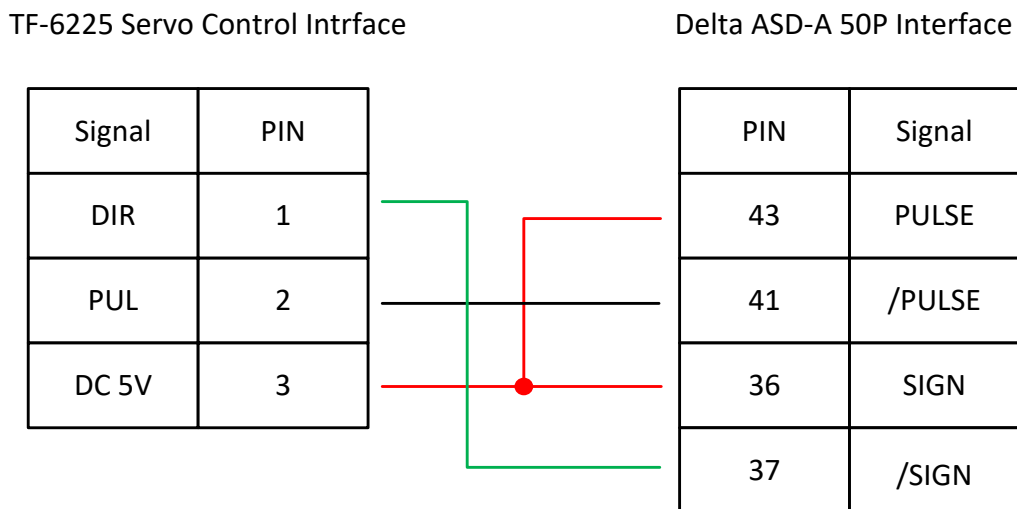 TF-6225 Servo Control Intrface
Delta ASD-A 50P Interface
Signal PIN
DIR 1
PUL 2
DC 5V 3
PIN Signal
43 PULSE
41 /PULSE
36 SIGN
37 /SIGN